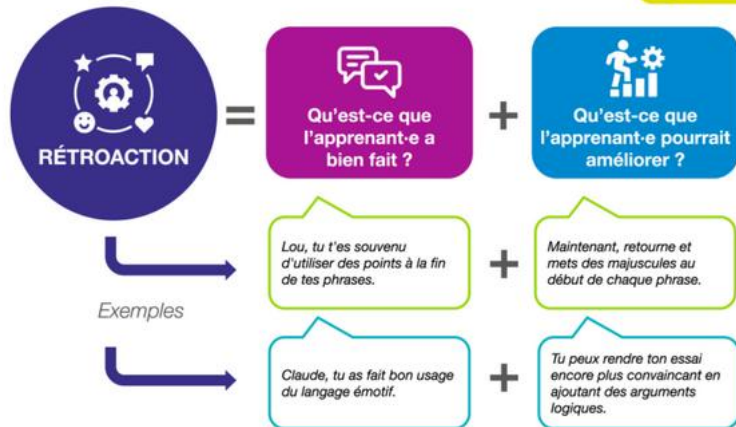 RÉTROACTION
=
Qu'est-ce que
l'apprenant·e a
bien fait ?
+
Qu'est-ce que
l'apprenant·e pourrait
améliorer ?
Exemples
Lou, tu t'es souvenu
d'utiliser des points à la fin
de tes phrases.
+
Maintenant, retourne et
mets des majuscules au
début de chaque phrase.
Claude, tu as fait bon usage
du langage émotif.
+
Tu peux rendre ton essai
encore plus convaincant en
ajoutant des arguments
logiques.